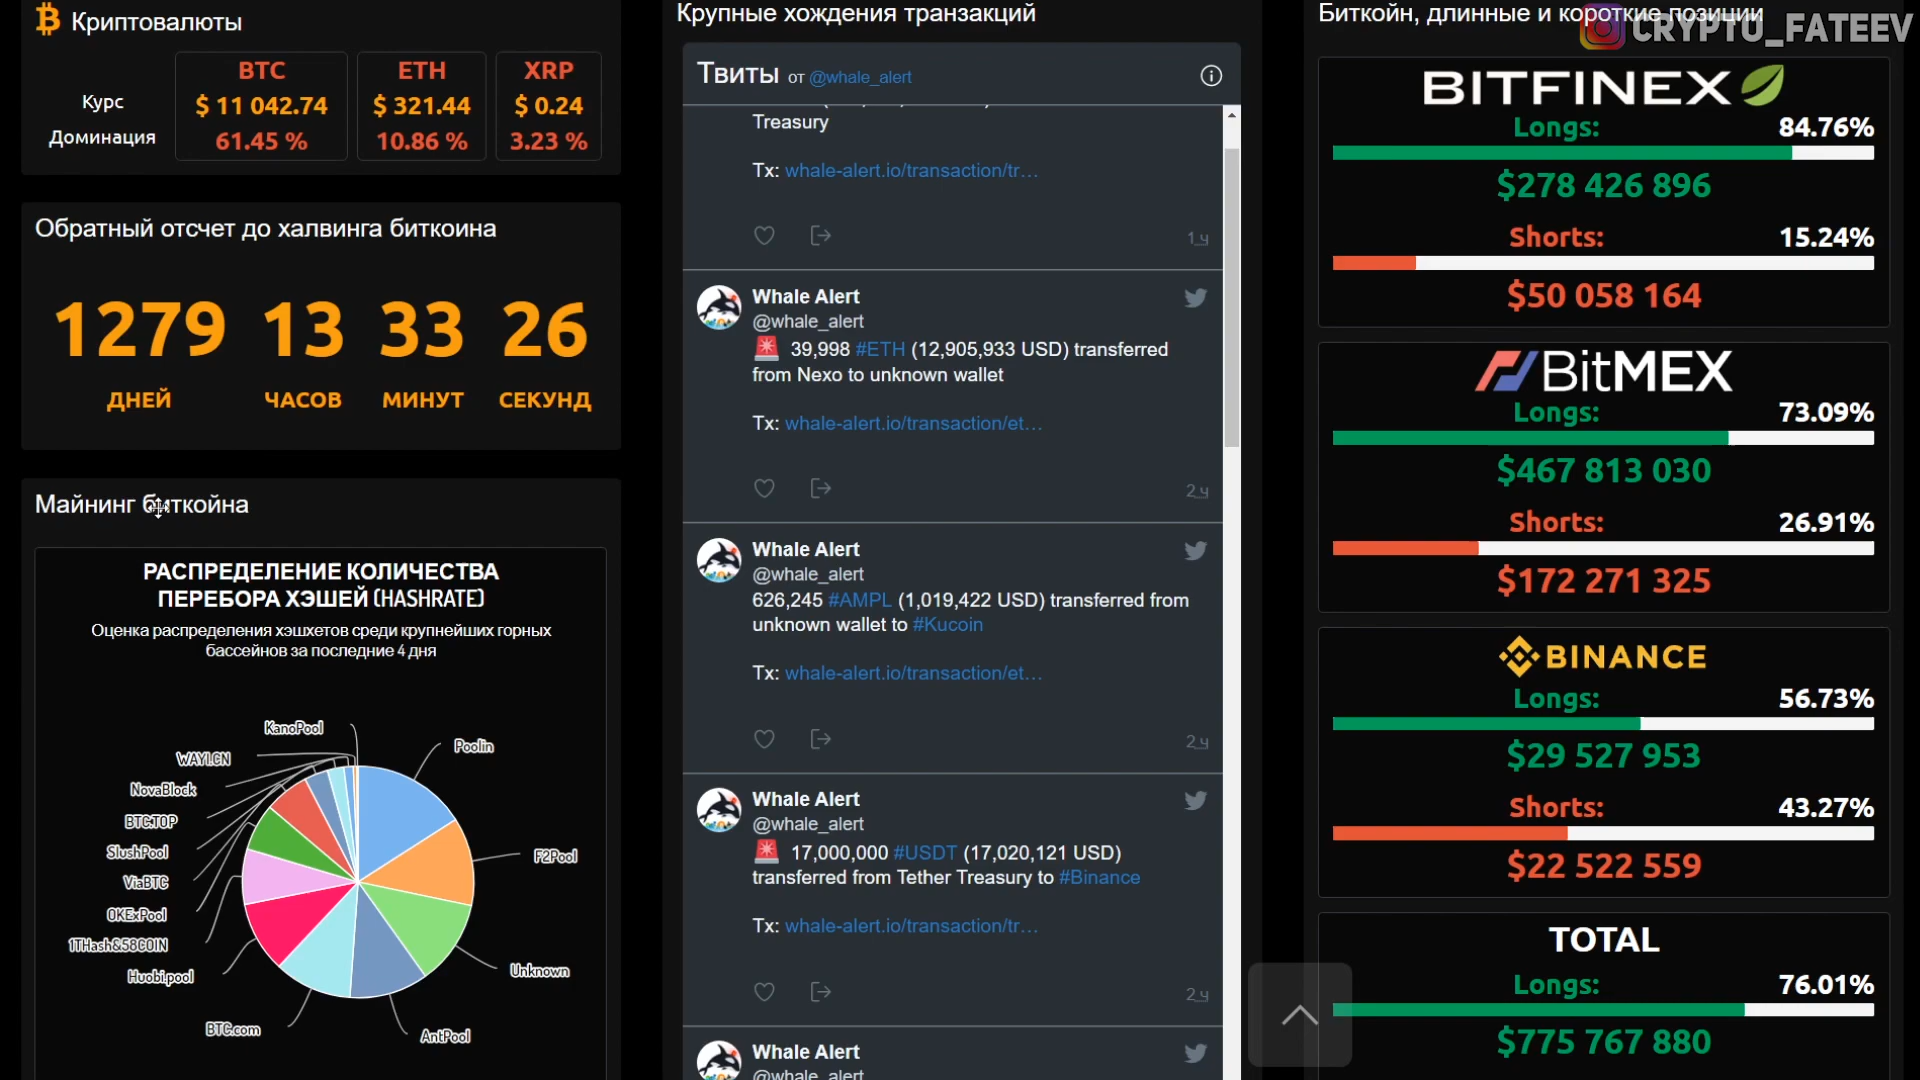 Криптовалюты
BTC ETH XRP
Курс $ 11 042.74 $ 321.44 $ 0.24
Доминация 61.45 % 10.86 % 3.23 %
Обратный отсчет до халвинга биткоина
1279 13 33 26
ДНЕЙ ЧАСОВ МИНУТ СЕКУНД
Майнинг биткойна
РАСПРЕДЕЛЕНИЕ КОЛИЧЕСТВА
ПЕРЕБОРА ХЭШЕЙ (HASHRATE)
Оценка распределения хэшхетов среди крупнейших горных
бассейнов за последние 4 дня
KanoPool
Poolin
WAYI.CN
NovaBlock
BTC.TOP
SlushPool
F2Pool
ViaBTC
OKExPool
1THash&58COIN
Huobi.pool
Unknown
BTC.com
AntPool
Крупные хождения транзакций
Твиты от @whale_alert
Treasury
Tx: whale-alert.io/transaction/tr…
1ч
Whale Alert
@whale_alert
39,998 #ETH (12,905,933 USD) transferred
from Nexo to unknown wallet
Tx: whale-alert.io/transaction/et…
2ч
Whale Alert
@whale_alert
626,245 #AMPL (1,019,422 USD) transferred from
unknown wallet to #Kucoin
Tx: whale-alert.io/transaction/et…
2ч
Whale Alert
@whale_alert
17,000,000 #USDT (17,020,121 USD)
transferred from Tether Treasury to #Binance
Tx: whale-alert.io/transaction/tr…
2ч
Whale Alert
@whale_alert
Биткойн, длинные и короткие позиции
CRYPTU_FATEEV
BITFINEX
Longs: 84.76%
$278 426 896
Shorts: 15.24%
$50 058 164
BitMEX
Longs: 73.09%
$467 813 030
Shorts: 26.91%
$172 271 325
BINANCE
Longs: 56.73%
$29 527 953
Shorts: 43.27%
$22 522 559
TOTAL
Longs: 76.01%
$775 767 880